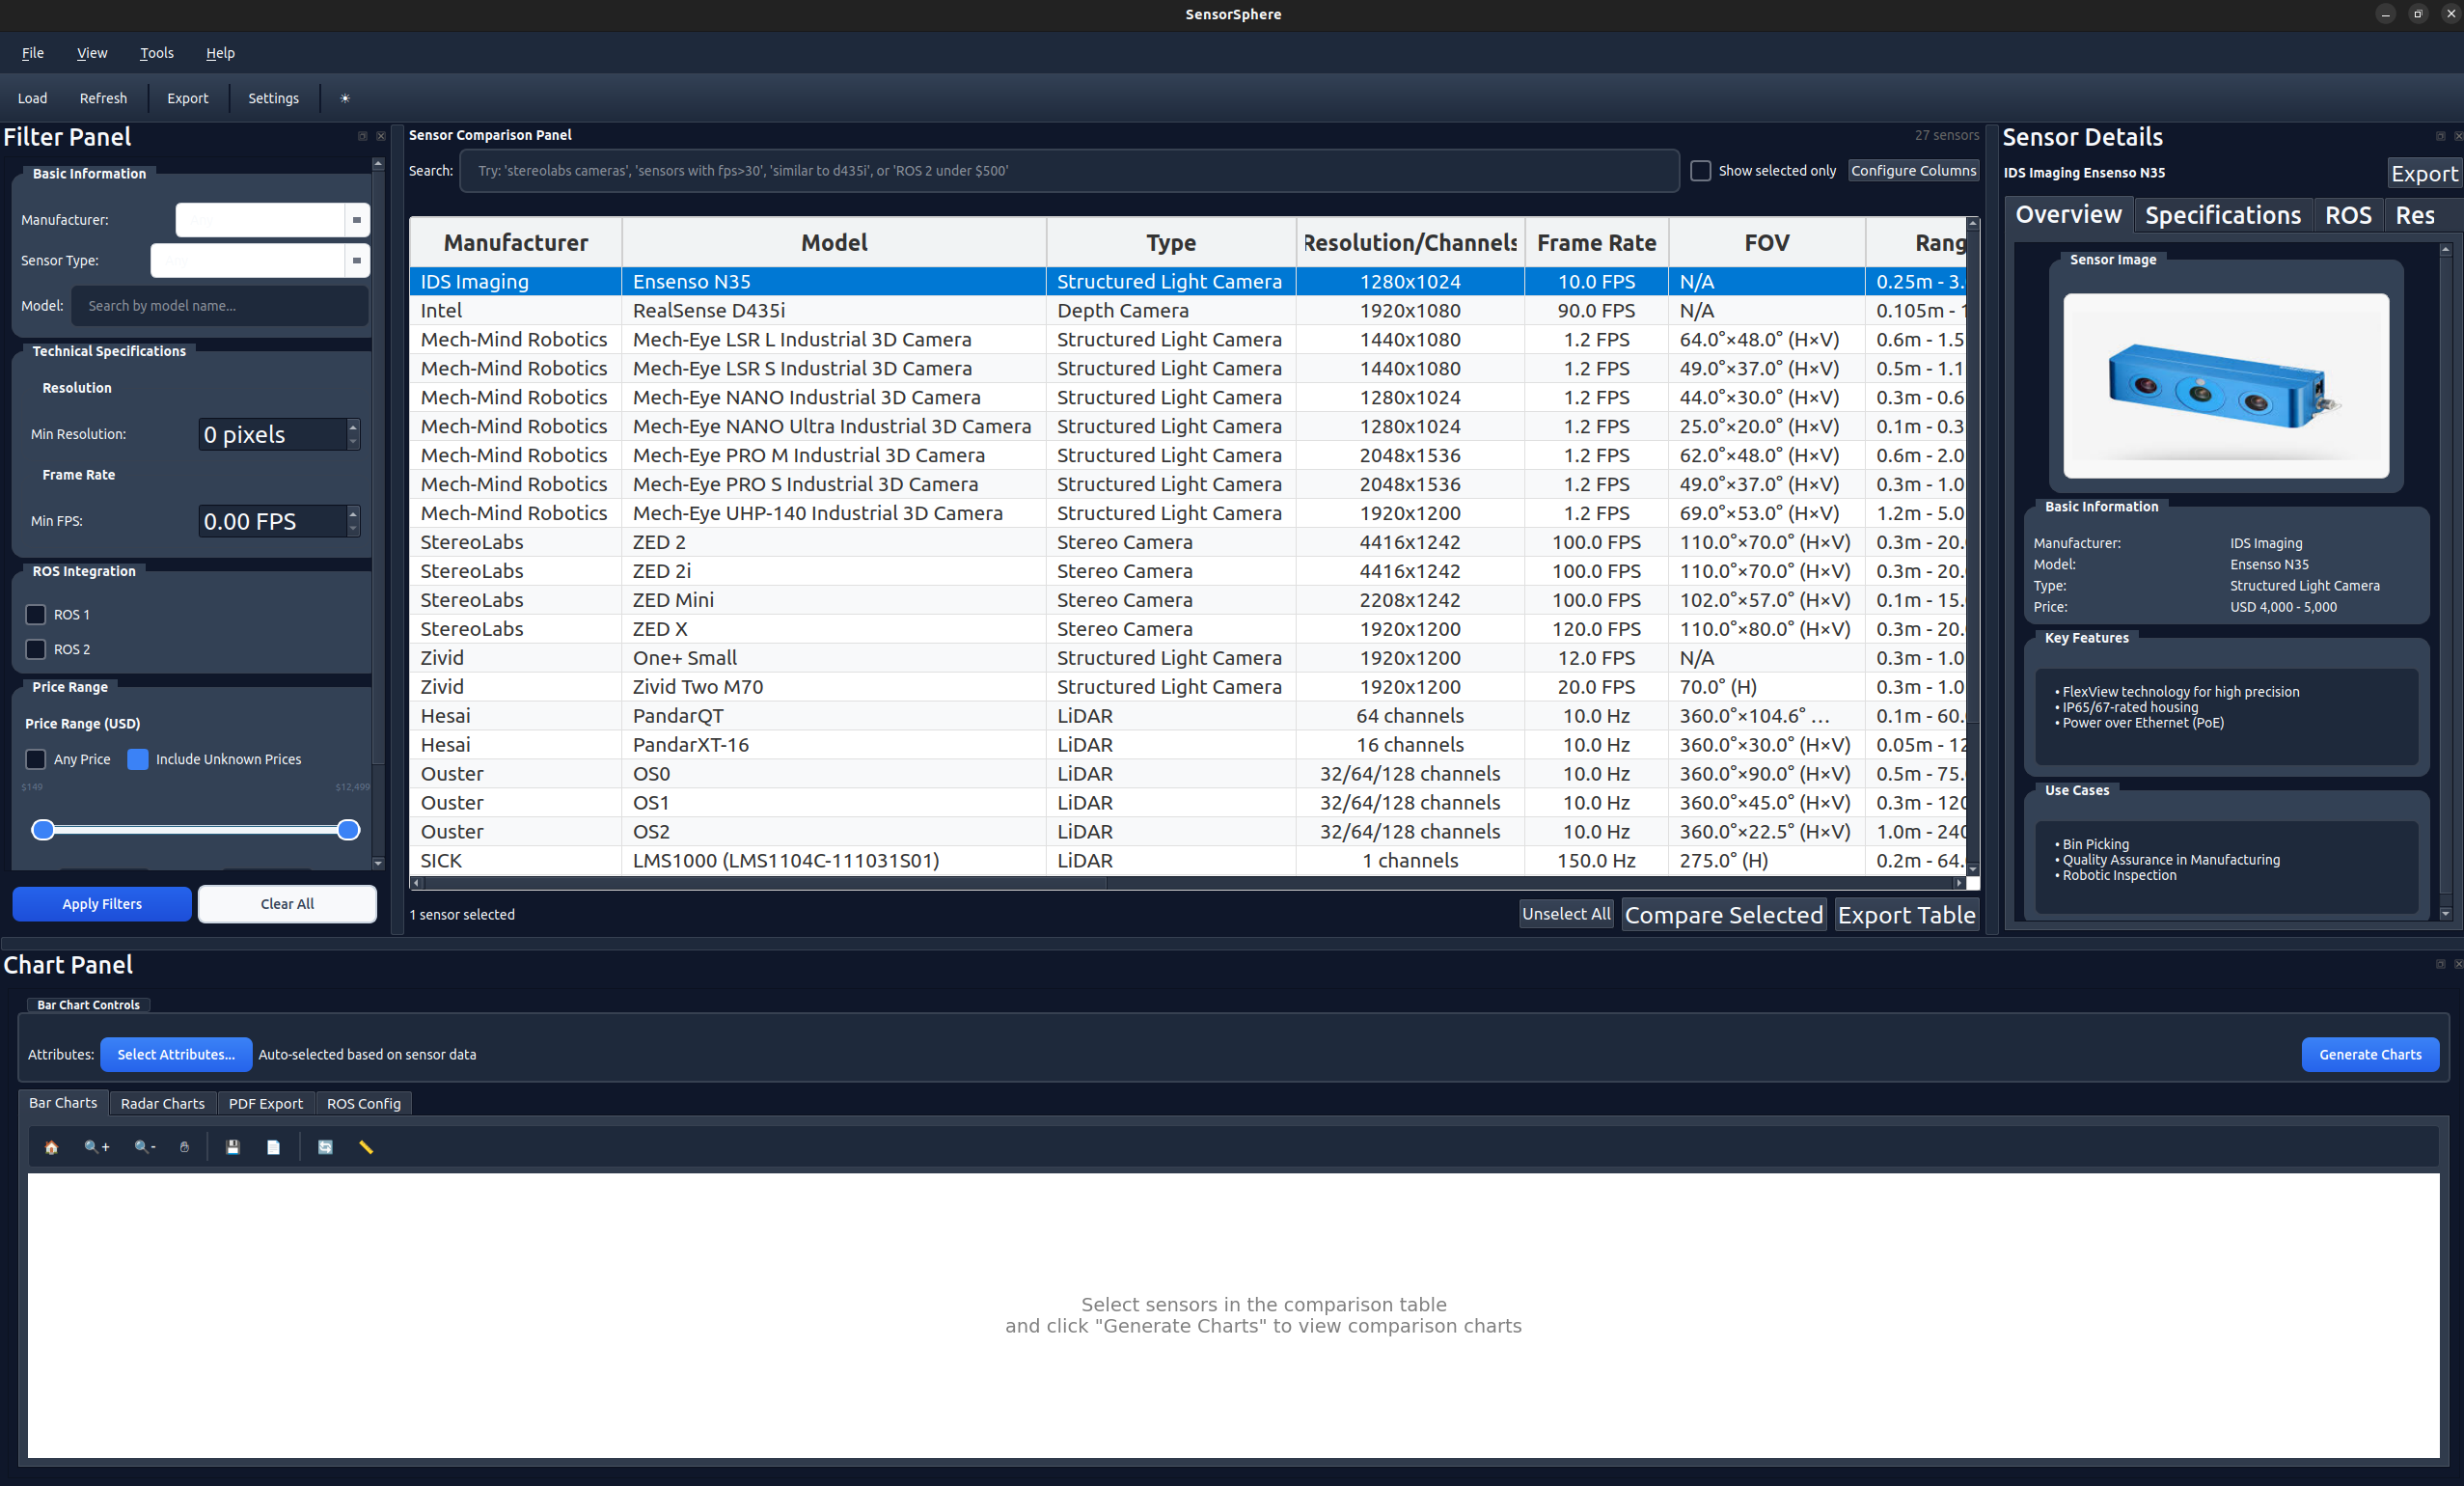 SensorSphere
File View Tools Help
Load Refresh Export Settings
Filter Panel
Basic Information
Manufacturer:
Sensor Type:
Model: Search by model name...
Technical Specifications
Resolution
Min Resolution: 0 pixels
Frame Rate
Min FPS: 0.00 FPS
ROS Integration
ROS 1
ROS 2
Price Range
Price Range (USD)
Any Price Include Unknown Prices
$149 $12,499
Apply Filters Clear All
Sensor Comparison Panel 27 sensors
Search: Try: 'stereolabs cameras', 'sensors with fps>30', 'similar to d435i', or 'ROS 2 under $500' Show selected only Configure Columns
Manufacturer Model Type Resolution/Channels Frame Rate FOV Rang
IDS Imaging Ensenso N35 Structured Light Camera 1280x1024 10.0 FPS N/A 0.25m - 3.
Intel RealSense D435i Depth Camera 1920x1080 90.0 FPS N/A 0.105m - 1
Mech-Mind Robotics Mech-Eye LSR L Industrial 3D Camera Structured Light Camera 1440x1080 1.2 FPS 64.0°×48.0° (H×V) 0.6m - 1.5
Mech-Mind Robotics Mech-Eye LSR S Industrial 3D Camera Structured Light Camera 1440x1080 1.2 FPS 49.0°×37.0° (H×V) 0.5m - 1.1
Mech-Mind Robotics Mech-Eye NANO Industrial 3D Camera Structured Light Camera 1280x1024 1.2 FPS 44.0°×30.0° (H×V) 0.3m - 0.6
Mech-Mind Robotics Mech-Eye NANO Ultra Industrial 3D Camera Structured Light Camera 1280x1024 1.2 FPS 25.0°×20.0° (H×V) 0.1m - 0.3
Mech-Mind Robotics Mech-Eye PRO M Industrial 3D Camera Structured Light Camera 2048x1536 1.2 FPS 62.0°×48.0° (H×V) 0.6m - 2.0
Mech-Mind Robotics Mech-Eye PRO S Industrial 3D Camera Structured Light Camera 2048x1536 1.2 FPS 49.0°×37.0° (H×V) 0.3m - 1.0
Mech-Mind Robotics Mech-Eye UHP-140 Industrial 3D Camera Structured Light Camera 1920x1200 1.2 FPS 69.0°×53.0° (H×V) 1.2m - 5.0
StereoLabs ZED 2 Stereo Camera 4416x1242 100.0 FPS 110.0°×70.0° (H×V) 0.3m - 20.
StereoLabs ZED 2i Stereo Camera 4416x1242 100.0 FPS 110.0°×70.0° (H×V) 0.3m - 20.
StereoLabs ZED Mini Stereo Camera 2208x1242 100.0 FPS 102.0°×57.0° (H×V) 0.1m - 15.
StereoLabs ZED X Stereo Camera 1920x1200 120.0 FPS 110.0°×80.0° (H×V) 0.3m - 20.
Zivid One+ Small Structured Light Camera 1920x1200 12.0 FPS N/A 0.3m - 1.0
Zivid Zivid Two M70 Structured Light Camera 1920x1200 20.0 FPS 70.0° (H) 0.3m - 1.0
Hesai PandarQT LiDAR 64 channels 10.0 Hz 360.0°×104.6° ... 0.1m - 60.
Hesai PandarXT-16 LiDAR 16 channels 10.0 Hz 360.0°×30.0° (H×V) 0.05m - 12
Ouster OS0 LiDAR 32/64/128 channels 10.0 Hz 360.0°×90.0° (H×V) 0.5m - 75.
Ouster OS1 LiDAR 32/64/128 channels 10.0 Hz 360.0°×45.0° (H×V) 0.3m - 120
Ouster OS2 LiDAR 32/64/128 channels 10.0 Hz 360.0°×22.5° (H×V) 1.0m - 240
SICK LMS1000 (LMS1104C-111031S01) LiDAR 1 channels 150.0 Hz 275.0° (H) 0.2m - 64.
1 sensor selected Unselect All Compare Selected Export Table
Sensor Details
IDS Imaging Ensenso N35 Export
Overview Specifications ROS Res
Sensor Image
Basic Information
Manufacturer: IDS Imaging
Model: Ensenso N35
Type: Structured Light Camera
Price: USD 4,000 - 5,000
Key Features
• FlexView technology for high precision
• IP65/67-rated housing
• Power over Ethernet (PoE)
Use Cases
• Bin Picking
• Quality Assurance in Manufacturing
• Robotic Inspection
Chart Panel
Bar Chart Controls
Attributes: Select Attributes... Auto-selected based on sensor data Generate Charts
Bar Charts Radar Charts PDF Export ROS Config
Select sensors in the comparison table
and click "Generate Charts" to view comparison charts